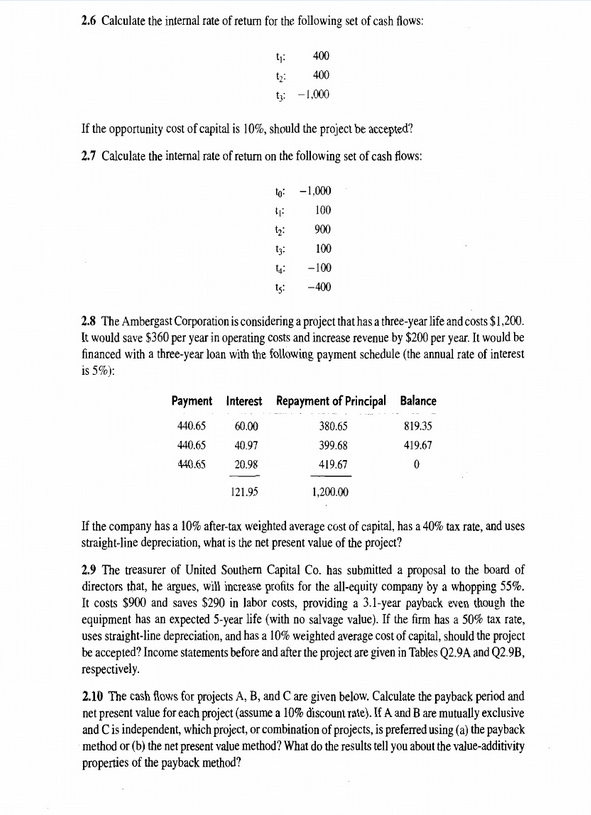 2.6 Calculate the internal rate of return for the following set of cash flows:
t₁: 400
t₂: 400
t₃: −1,000
If the opportunity cost of capital is 10%, should the project be accepted?
2.7 Calculate the internal rate of return on the following set of cash flows:
t₀: −1,000
t₁: 100
t₂: 900
t₃: 100
t₄: −100
t₅: −400
2.8 The Ambergast Corporation is considering a project that has a three-year life and costs $1,200.
It would save $360 per year in operating costs and increase revenue by $200 per year. It would be
financed with a three-year loan with the following payment schedule (the annual rate of interest
is 5%):
Payment Interest Repayment of Principal Balance
440.65 60.00 380.65 819.35
440.65 40.97 399.68 419.67
440.65 20.98 419.67 0
121.95 1,200.00
If the company has a 10% after-tax weighted average cost of capital, has a 40% tax rate, and uses
straight-line depreciation, what is the net present value of the project?
2.9 The treasurer of United Southern Capital Co. has submitted a proposal to the board of
directors that, he argues, will increase profits for the all-equity company by a whopping 55%.
It costs $900 and saves $290 in labor costs, providing a 3.1-year payback even though the
equipment has an expected 5-year life (with no salvage value). If the firm has a 50% tax rate,
uses straight-line depreciation, and has a 10% weighted average cost of capital, should the project
be accepted? Income statements before and after the project are given in Tables Q2.9A and Q2.9B,
respectively.
2.10 The cash flows for projects A, B, and C are given below. Calculate the payback period and
net present value for each project (assume a 10% discount rate). If A and B are mutually exclusive
and C is independent, which project, or combination of projects, is preferred using (a) the payback
method or (b) the net present value method? What do the results tell you about the value-additivity
properties of the payback method?